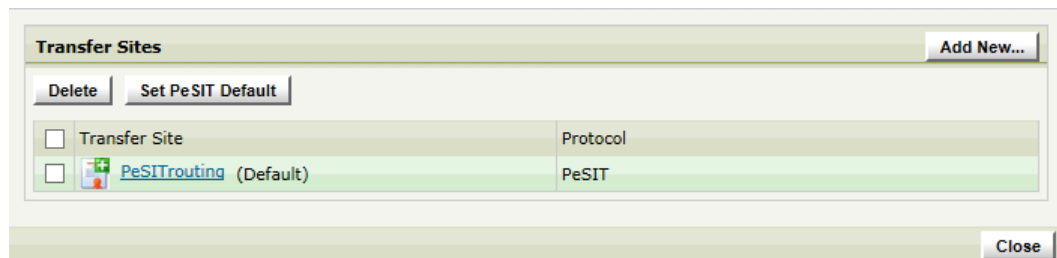 Transfer Sites Add New...
Delete Set PeSIT Default
Transfer Site Protocol
PeSITrouting (Default) PeSIT
Close